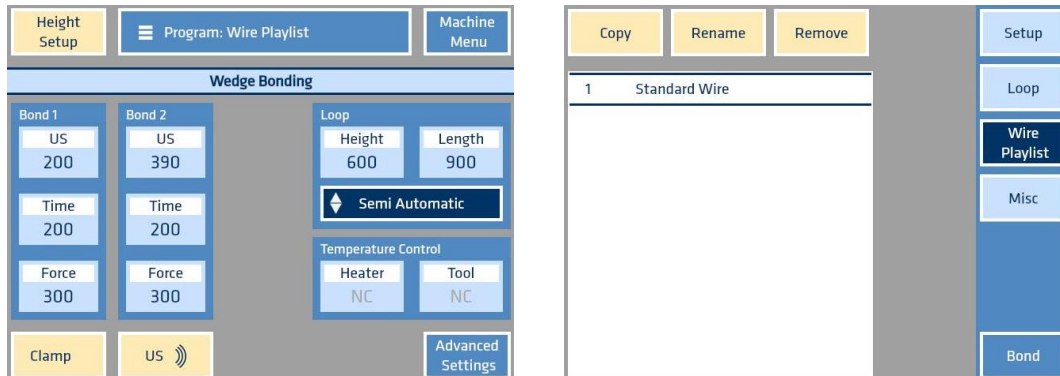 Height
Setup
Program: Wire Playlist
Machine
Menu
Wedge Bonding
Bond 1
US
200
Time
200
Force
300
Bond 2
US
390
Time
200
Force
300
Loop
Height
600
Length
900
Semi Automatic
Temperature Control
Heater
NC
Tool
NC
Clamp
US
Advanced
Settings
Copy
Rename
Remove
1 Standard Wire
Setup
Loop
Wire
Playlist
Misc
Bond